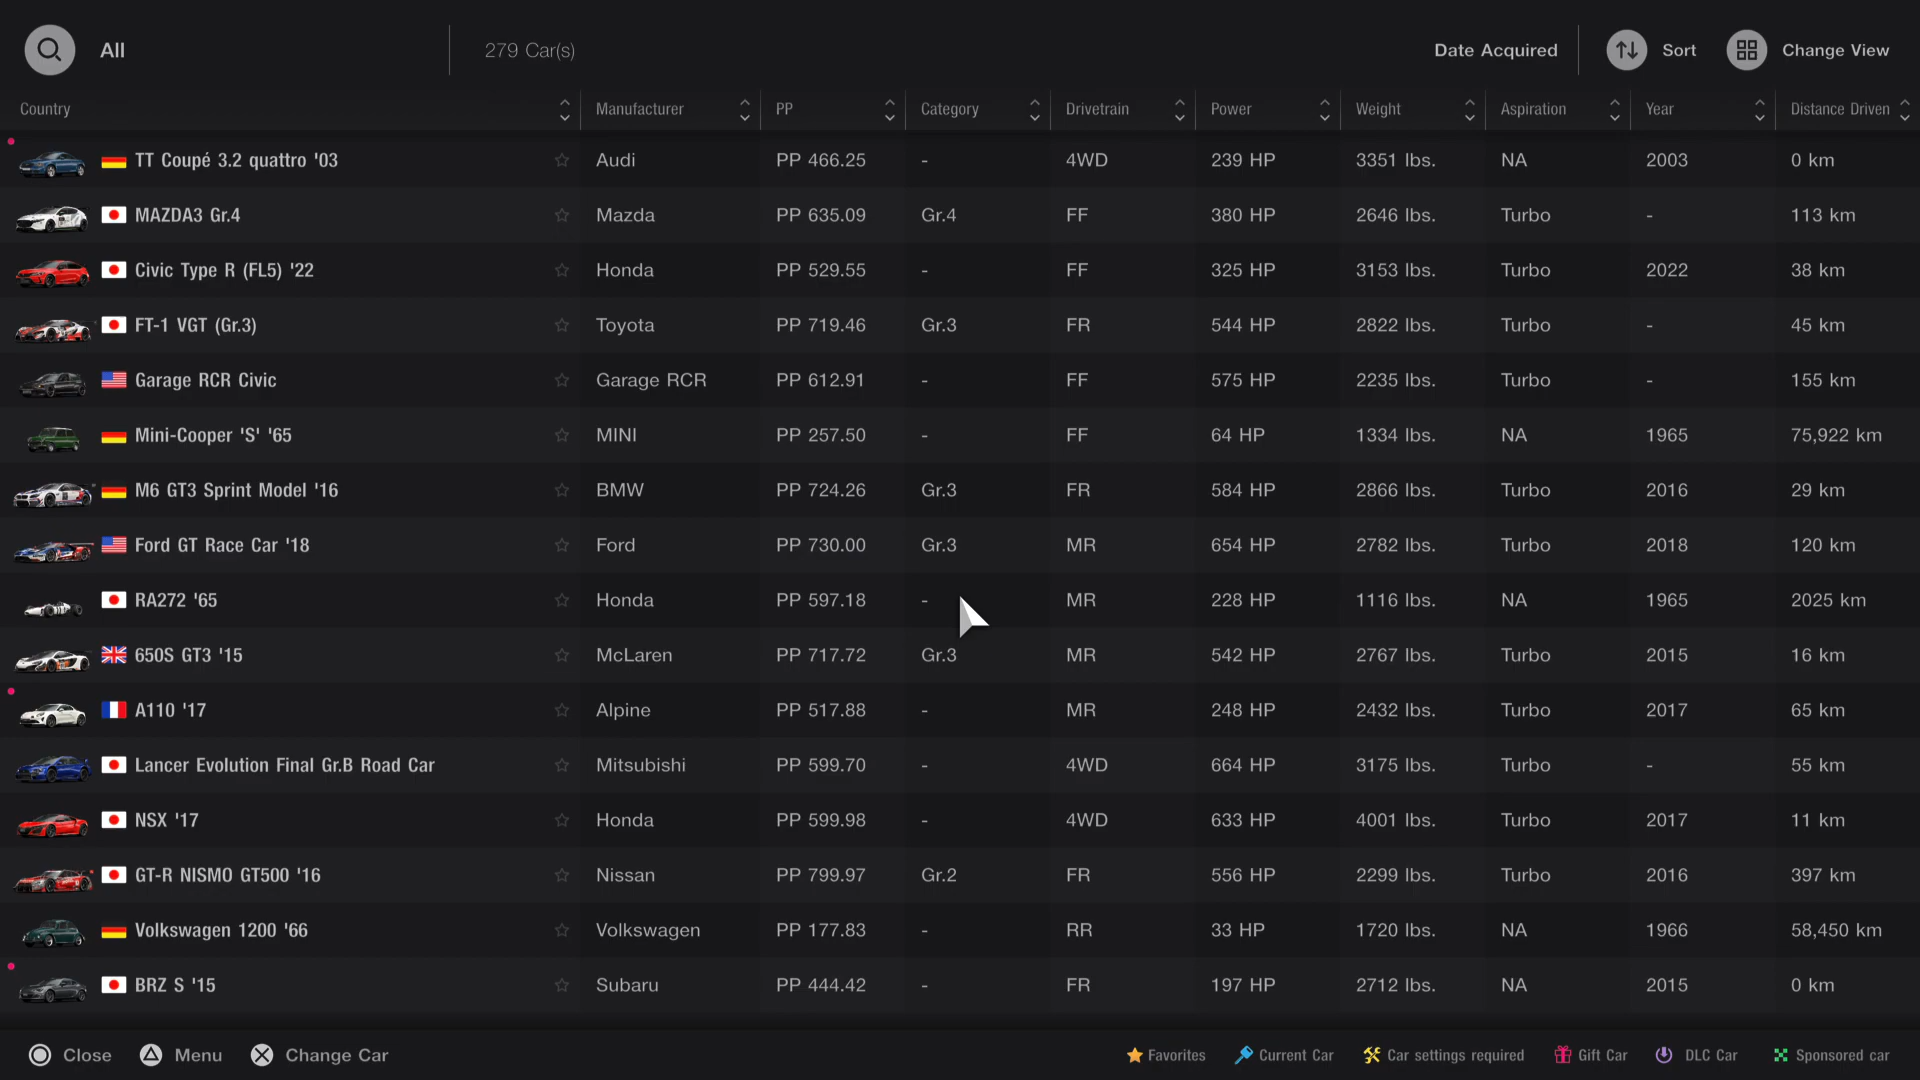 All 279 Car(s) Date Acquired Sort Change View
Country Manufacturer PP Category Drivetrain Power Weight Aspiration Year Distance Driven
TT Coupé 3.2 quattro '03 Audi PP 466.25 - 4WD 239 HP 3351 lbs. NA 2003 0 km
MAZDA3 Gr.4 Mazda PP 635.09 Gr.4 FF 380 HP 2646 lbs. Turbo - 113 km
Civic Type R (FL5) '22 Honda PP 529.55 - FF 325 HP 3153 lbs. Turbo 2022 38 km
FT-1 VGT (Gr.3) Toyota PP 719.46 Gr.3 FR 544 HP 2822 lbs. Turbo - 45 km
Garage RCR Civic Garage RCR PP 612.91 - FF 575 HP 2235 lbs. Turbo - 155 km
Mini-Cooper 'S' '65 MINI PP 257.50 - FF 64 HP 1334 lbs. NA 1965 75,922 km
M6 GT3 Sprint Model '16 BMW PP 724.26 Gr.3 FR 584 HP 2866 lbs. Turbo 2016 29 km
Ford GT Race Car '18 Ford PP 730.00 Gr.3 MR 654 HP 2782 lbs. Turbo 2018 120 km
RA272 '65 Honda PP 597.18 - MR 228 HP 1116 lbs. NA 1965 2025 km
650S GT3 '15 McLaren PP 717.72 Gr.3 MR 542 HP 2767 lbs. Turbo 2015 16 km
A110 '17 Alpine PP 517.88 - MR 248 HP 2432 lbs. Turbo 2017 65 km
Lancer Evolution Final Gr.B Road Car Mitsubishi PP 599.70 - 4WD 664 HP 3175 lbs. Turbo - 55 km
NSX '17 Honda PP 599.98 - 4WD 633 HP 4001 lbs. Turbo 2017 11 km
GT-R NISMO GT500 '16 Nissan PP 799.97 Gr.2 FR 556 HP 2299 lbs. Turbo 2016 397 km
Volkswagen 1200 '66 Volkswagen PP 177.83 - RR 33 HP 1720 lbs. NA 1966 58,450 km
BRZ S '15 Subaru PP 444.42 - FR 197 HP 2712 lbs. NA 2015 0 km
Close Menu Change Car Favorites Current Car Car settings required Gift Car DLC Car Sponsored car